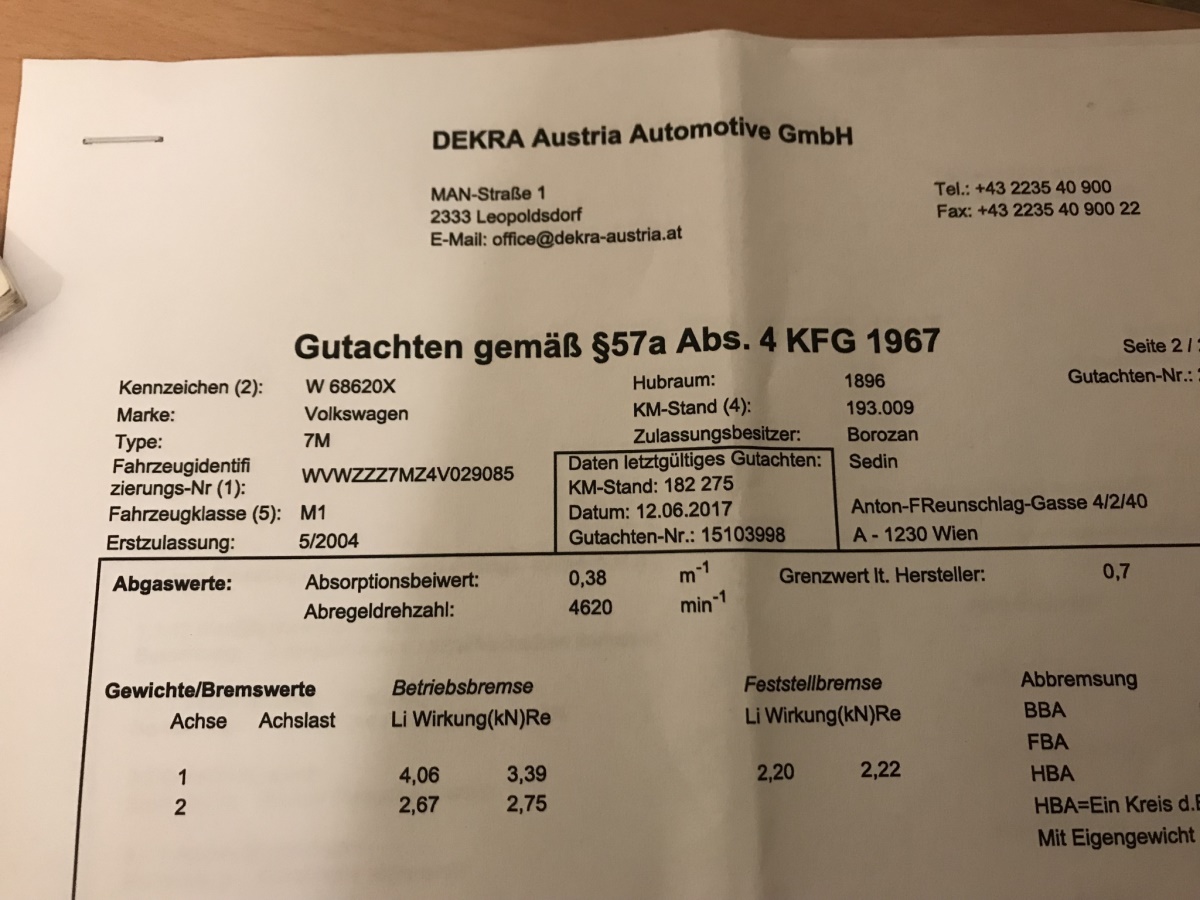 DEKRA Austria Automotive GmbH
MAN-Straße 1
2333 Leopoldsdorf
E-Mail: office@dekra-austria.at
Tel.: +43 2235 40 900
Fax: +43 2235 40 900 22
Gutachten gemäß §57a Abs. 4 KFG 1967
Seite 2 /
Gutachten-Nr.:
Kennzeichen (2): W 68620X
Marke: Volkswagen
Type: 7M
Fahrzeugidentifi
zierungs-Nr (1): WVWZZZ7MZ4V029085
Fahrzeugklasse (5): M1
Erstzulassung: 5/2004
Hubraum: 1896
KM-Stand (4): 193.009
Zulassungsbesitzer: Borozan
Sedin
Anton-FReunschlag-Gasse 4/2/40
A - 1230 Wien
Daten letztgültiges Gutachten:
KM-Stand: 182 275
Datum: 12.06.2017
Gutachten-Nr.: 15103998
Abgaswerte: Absorptionsbeiwert: 0,38 m-1 Grenzwert lt. Hersteller: 0,7
Abregeldrehzahl: 4620 min-1
Gewichte/Bremswerte Betriebsbremse Feststellbremse Abbremsung
Achse Achslast Li Wirkung(kN)Re Li Wirkung(kN)Re BBA
FBA
1 4,06 3,39 2,20 2,22 HBA
2 2,67 2,75 HBA=Ein Kreis
Mit Eigengewicht